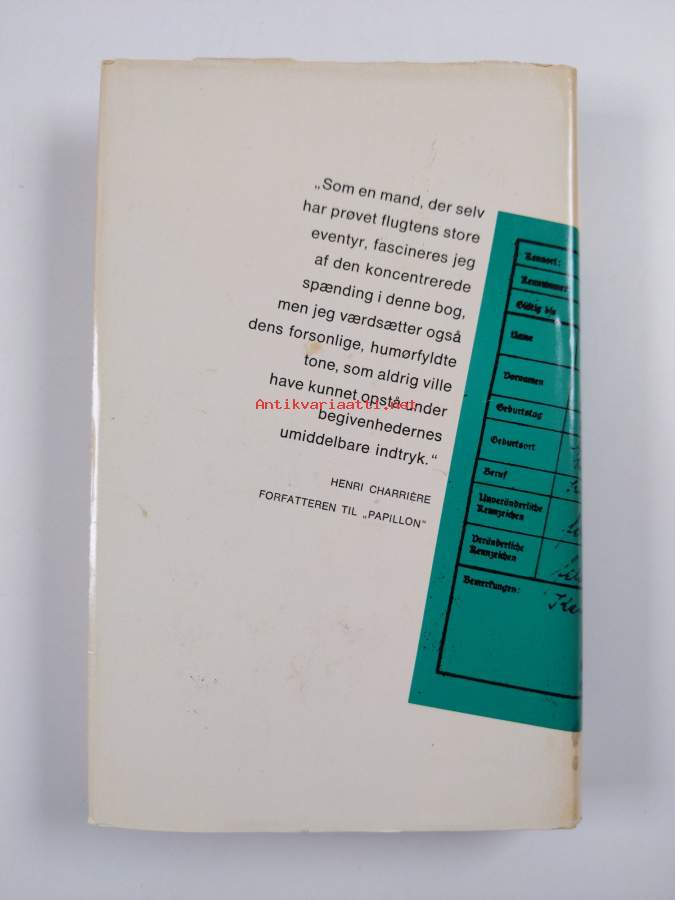 „Som en mand, der selv
har prøvet flugtens store
eventyr, fascineres jeg
af den koncentrerede
spænding i denne bog,
men jeg værdsætter også
dens forsonlige, humørfyldte
tone, som aldrig ville
have kunnet opstå under
begivenhedernes
umiddelbare indtryk.“
HENRI CHARRIÈRE
FORFATTEREN TIL „PAPILLON“
Antikvariaatti.net
Kennort:
Kennummer:
Gültig bis
Name
Vornamen
Geburtstag
Geburtsort
Beruf
Unveränderliche
Kennzeichen
Veränderliche
Kennzeichen
Bemerkungen: